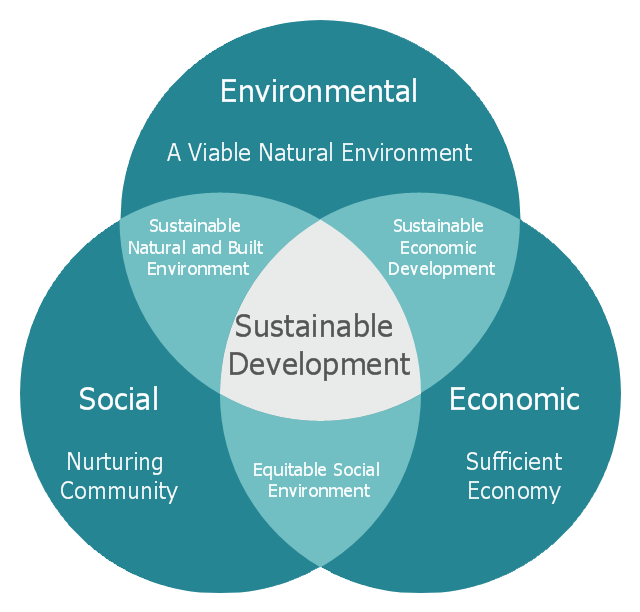 Environmental
A Viable Natural Environment
Sustainable
Natural and Built
Environment
Sustainable
Economic
Development
Sustainable
Development
Social
Nurturing
Community
Economic
Sufficient
Economy
Equitable Social
Environment